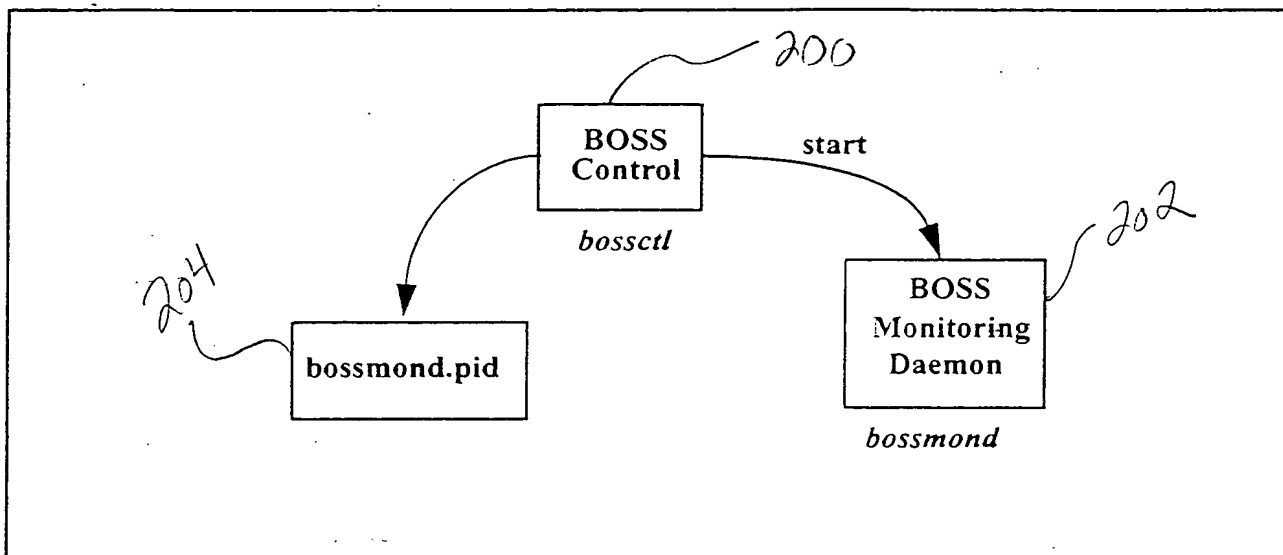 200
BOSS
Control
start
bossctl
202
204
bossmond.pid
BOSS
Monitoring
Daemon
bossmond